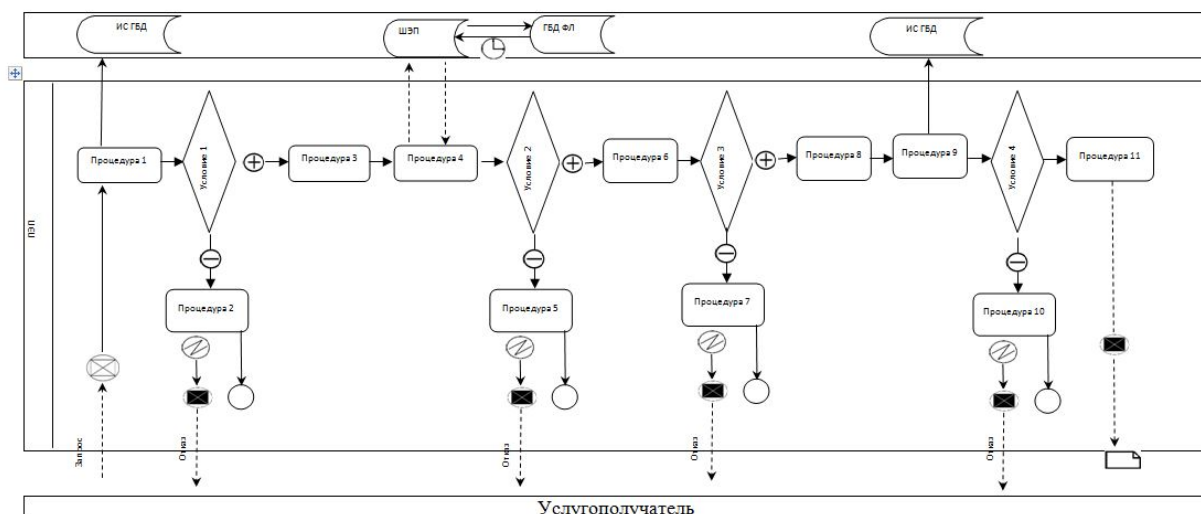 ИС ГБД
ШЭП
ГБД ФЛ
ИС ГБД
ПЭП
Процедура 1
Условие 1
Процедура 3
Процедура 4
Условие 2
Процедура 6
Условие 3
Процедура 8
Процедура 9
Условие 4
Процедура 11
Процедура 2
Процедура 5
Процедура 7
Процедура 10
Запрос
Отказ
Отказ
Отказ
Отказ
Услугополучатель